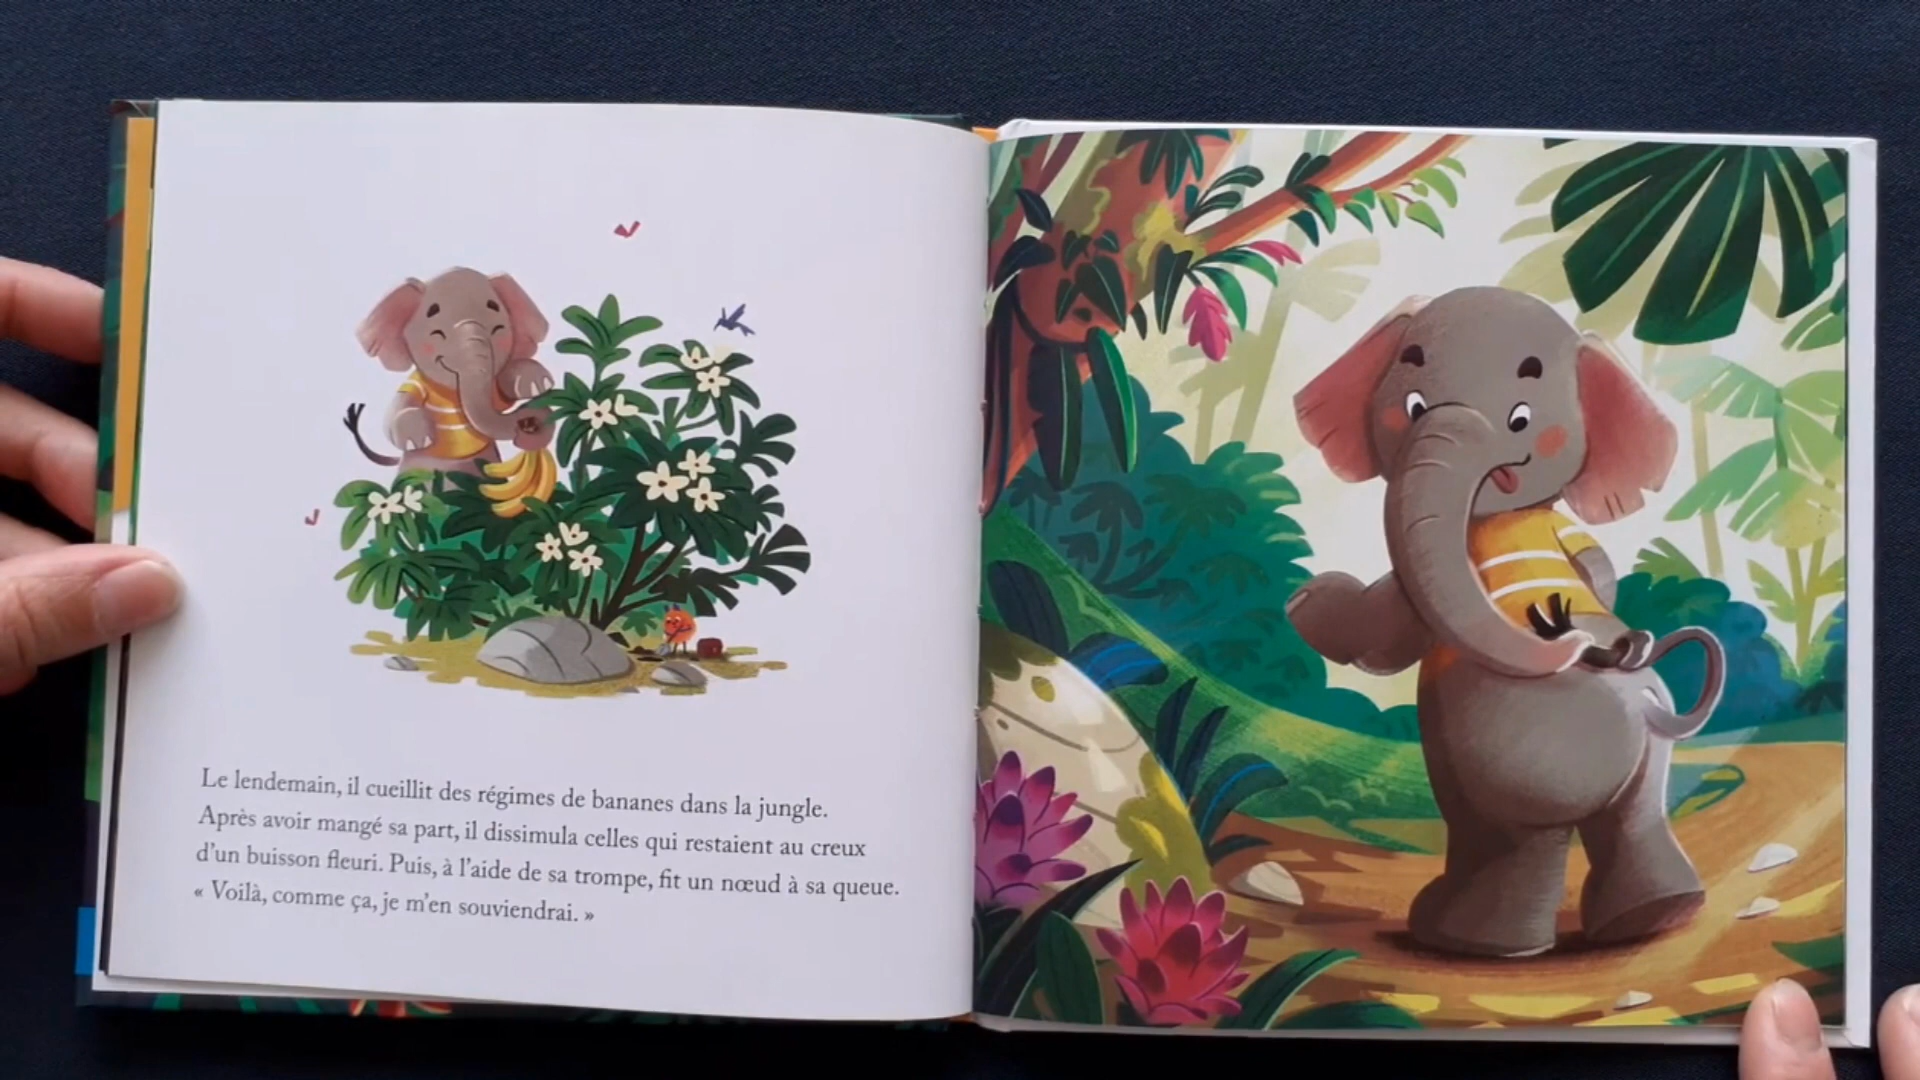 Le lendemain, il cueillit des régimes de bananes dans la jungle.
Après avoir mangé sa part, il dissimula celles qui restaient au creux
d'un buisson fleuri. Puis, à l'aide de sa trompe, fit un nœud à sa queue.
« Voilà, comme ça, je m'en souviendrai. »